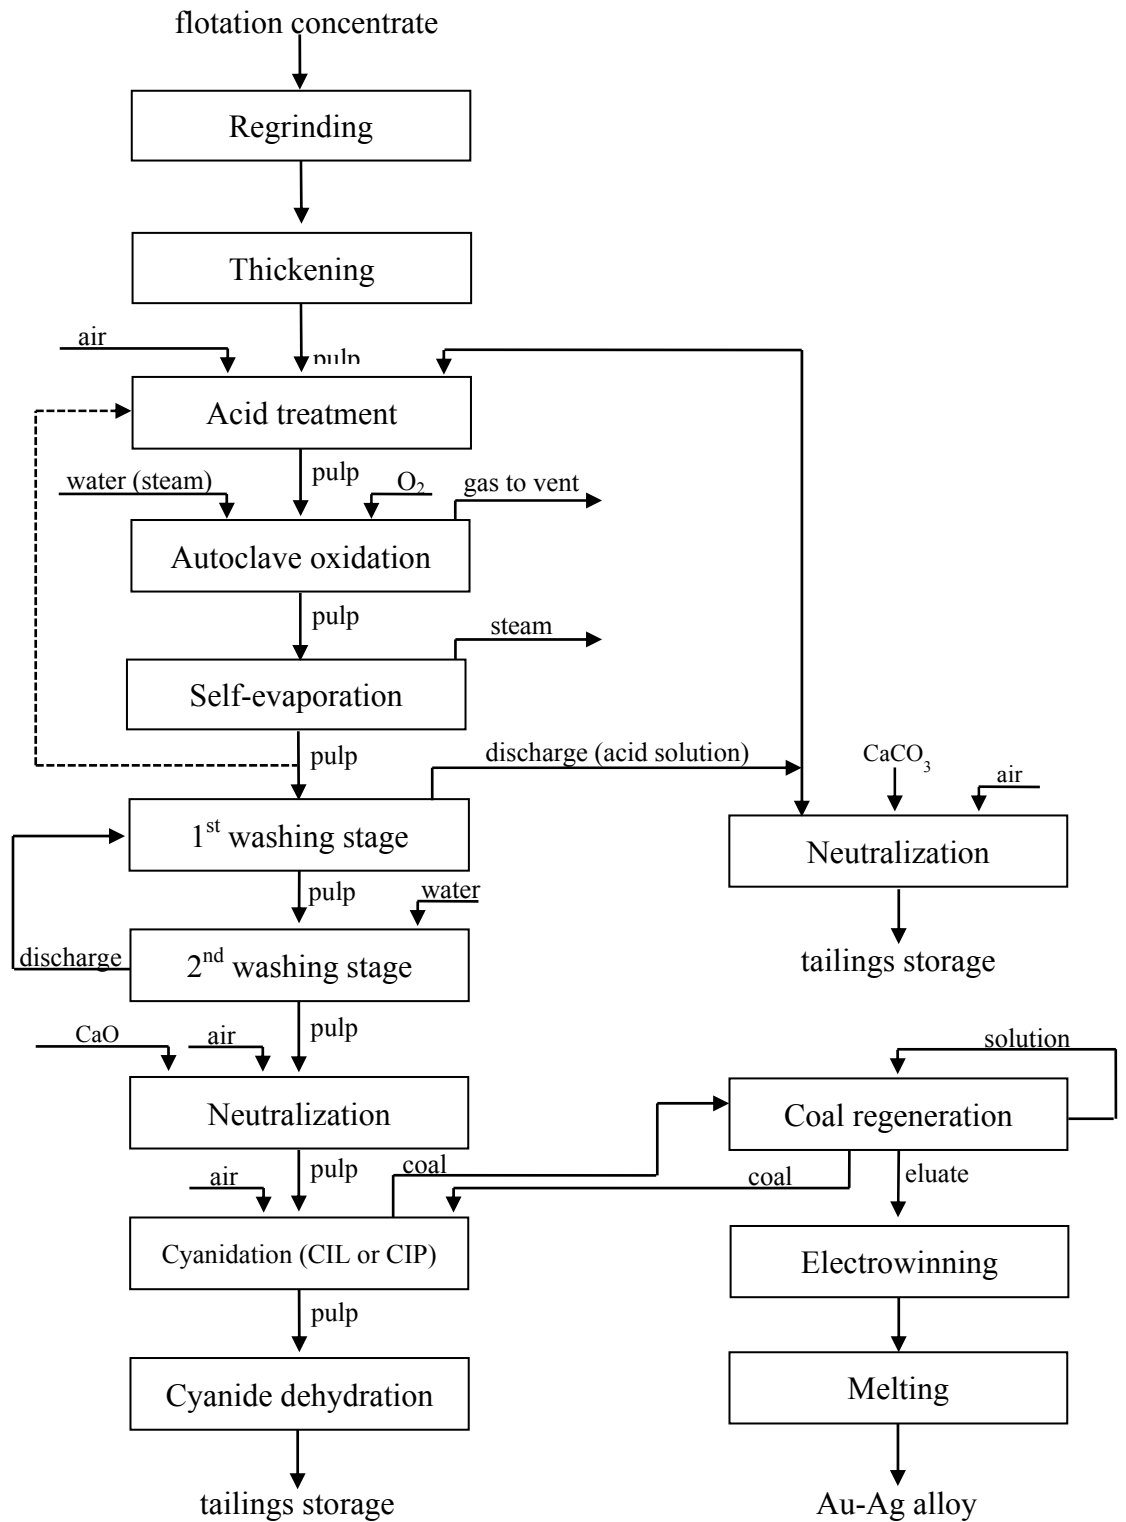 flotation concentrate
Regrinding
Thickening
air
pulp
Acid treatment
pulp
water (steam)
O2
gas to vent
Autoclave oxidation
pulp
steam
Self-evaporation
pulp
discharge (acid solution)
CaCO3
air
1st washing stage
Neutralization
pulp
water
discharge
2nd washing stage
tailings storage
pulp
CaO
air
solution
Neutralization
Coal regeneration
pulp
air
coal
coal
eluate
Cyanidation (CIL or CIP)
Electrowinning
pulp
Cyanide dehydration
Melting
tailings storage
Au-Ag alloy